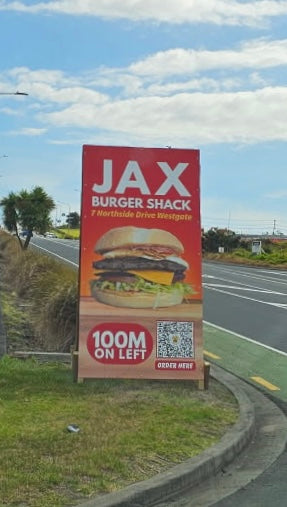 JAX
BURGER SHACK
7 Northside Drive Westgate
100M
ON LEFT
ORDER HERE